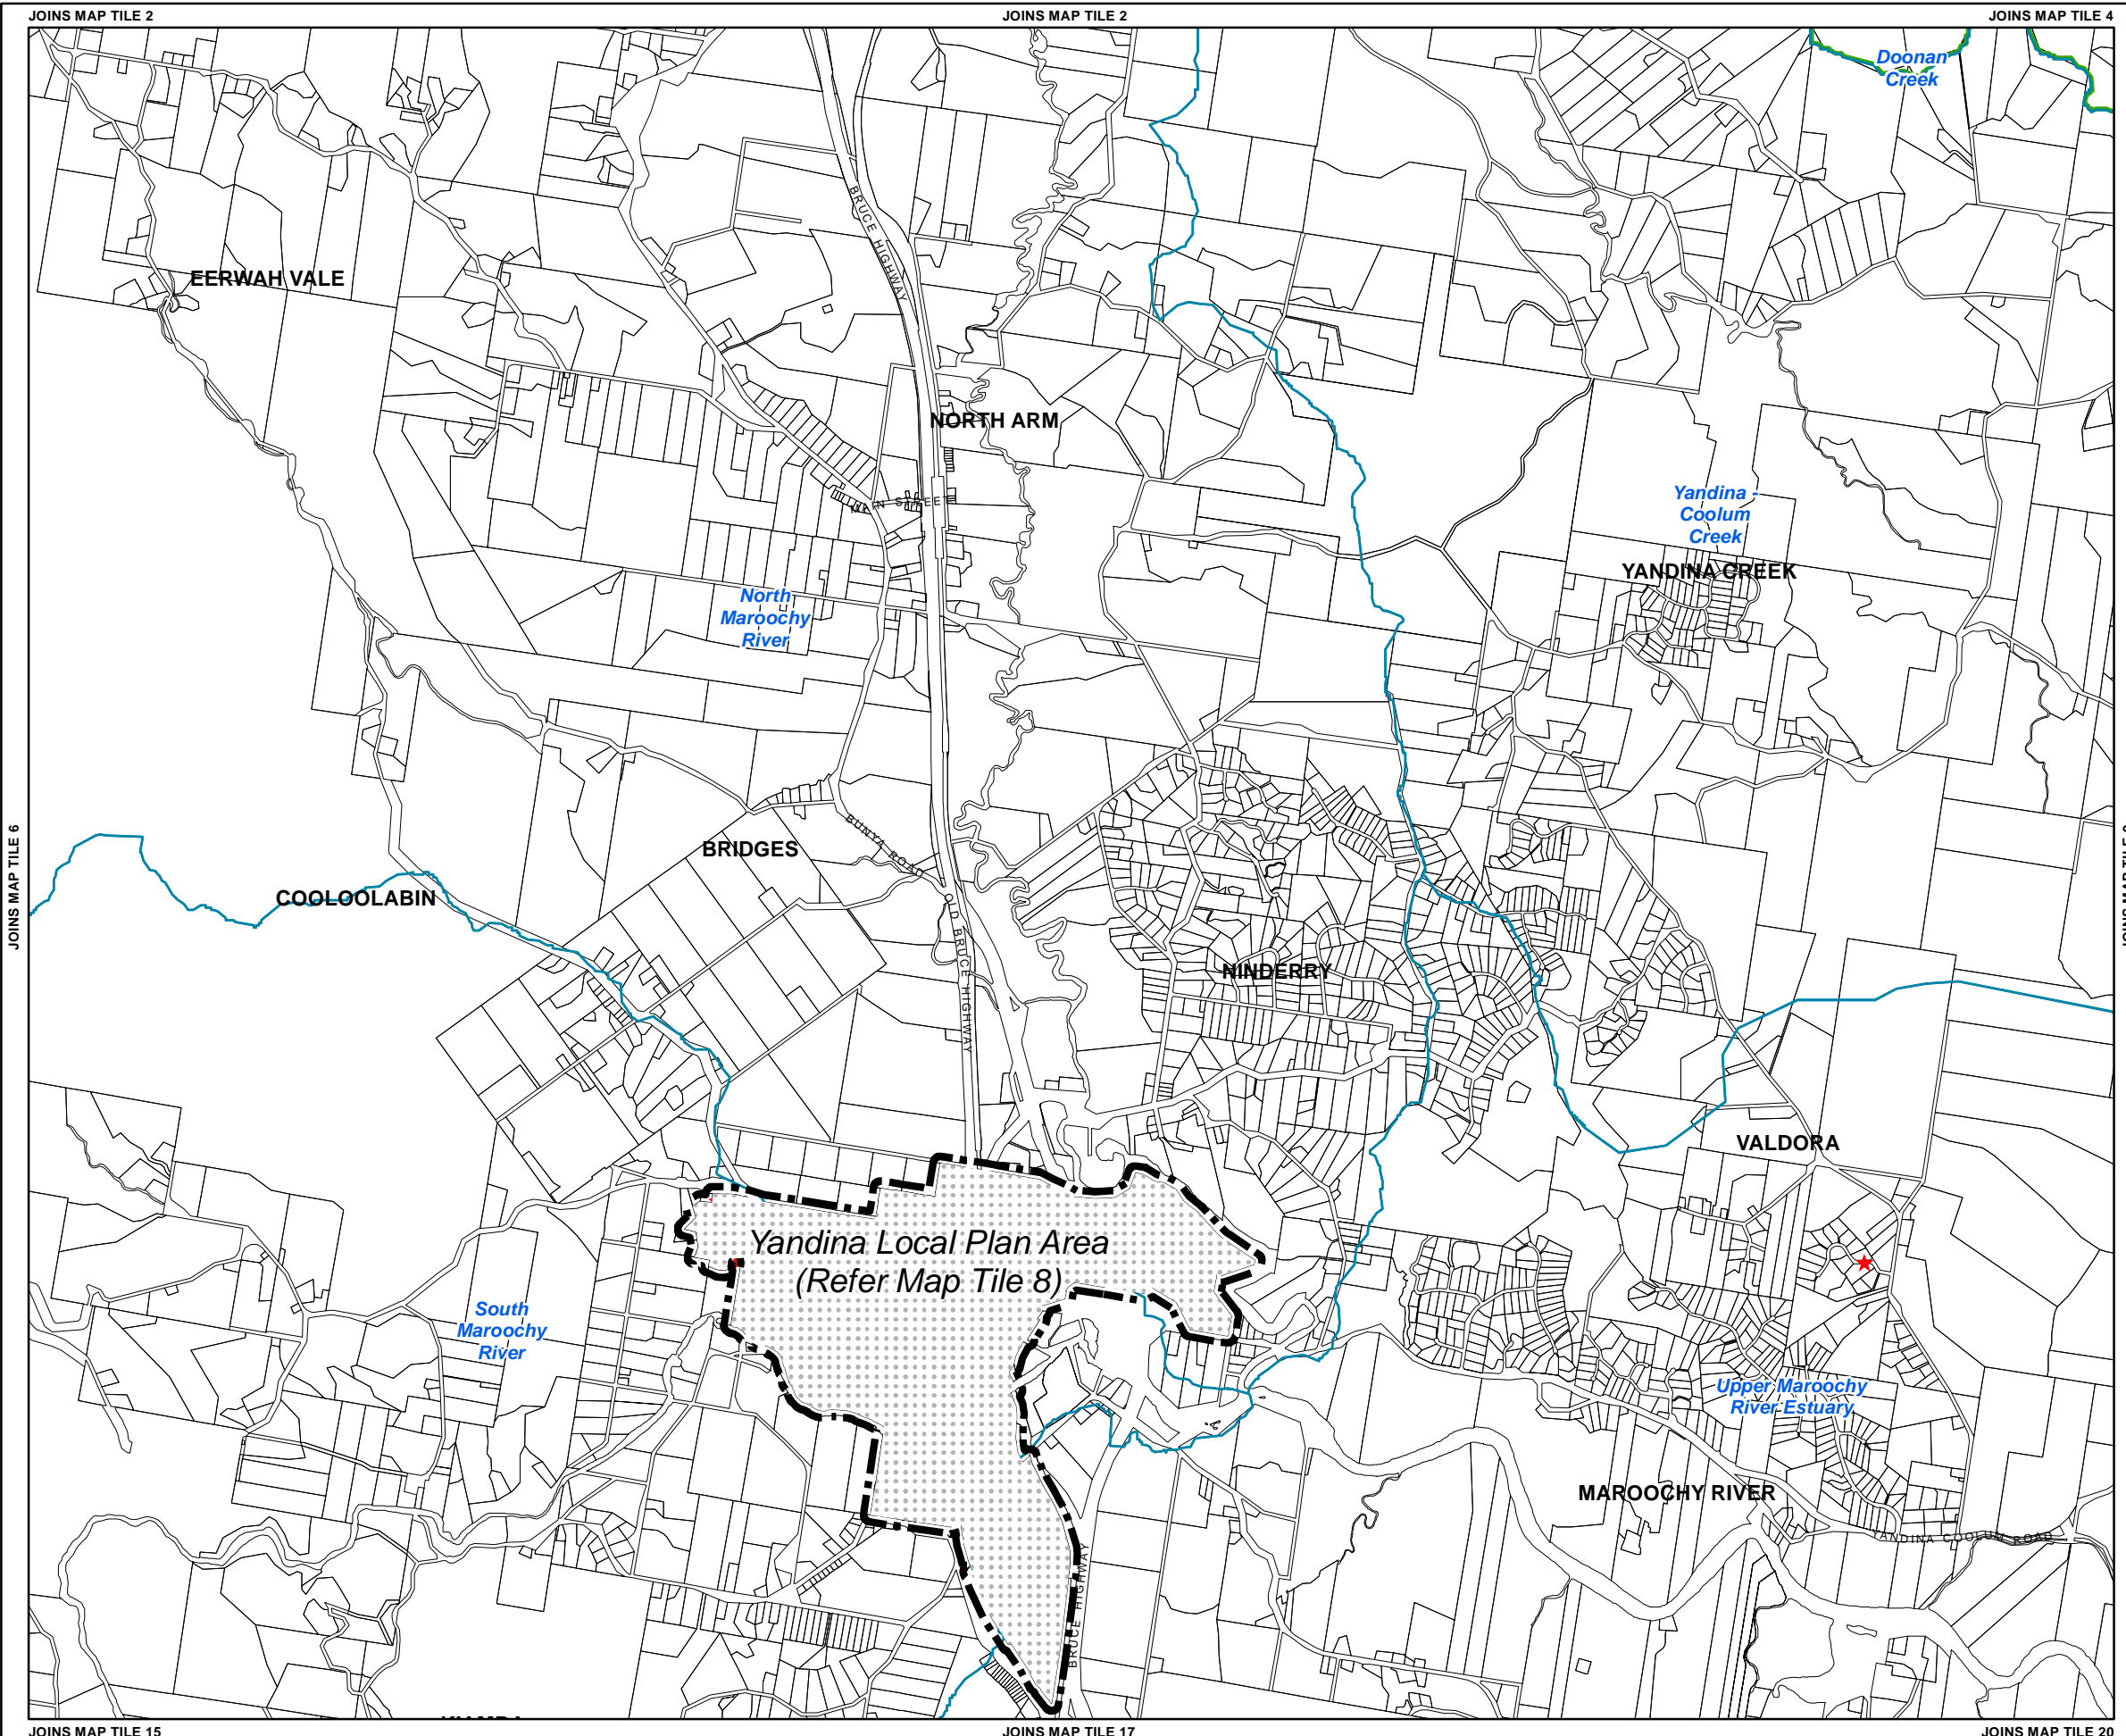 JOINS MAP TILE 2
JOINS MAP TILE 2
JOINS MAP TILE 4
Doonan
Creek
BRUCE HIGHWAY
EERWAH VALE
NORTH ARM
MAIN STREET
Yandina -
Coolum
Creek
YANDINA CREEK
North
Maroochy
River
JOINS MAP TILE 6
BRIDGES
BUNYA ROAD
COOLOOLABIN
OLD BRUCE HIGHWAY
NINDERRY
VALDORA
Yandina Local Plan Area
(Refer Map Tile 8)
South
Maroochy
River
Upper Maroochy
River Estuary
MAROOCHY RIVER
YANDINA COOLUM ROAD
BRUCE HIGHWAY
JOINS MAP TILE 15
JOINS MAP TILE 17
JOINS MAP TILE 20